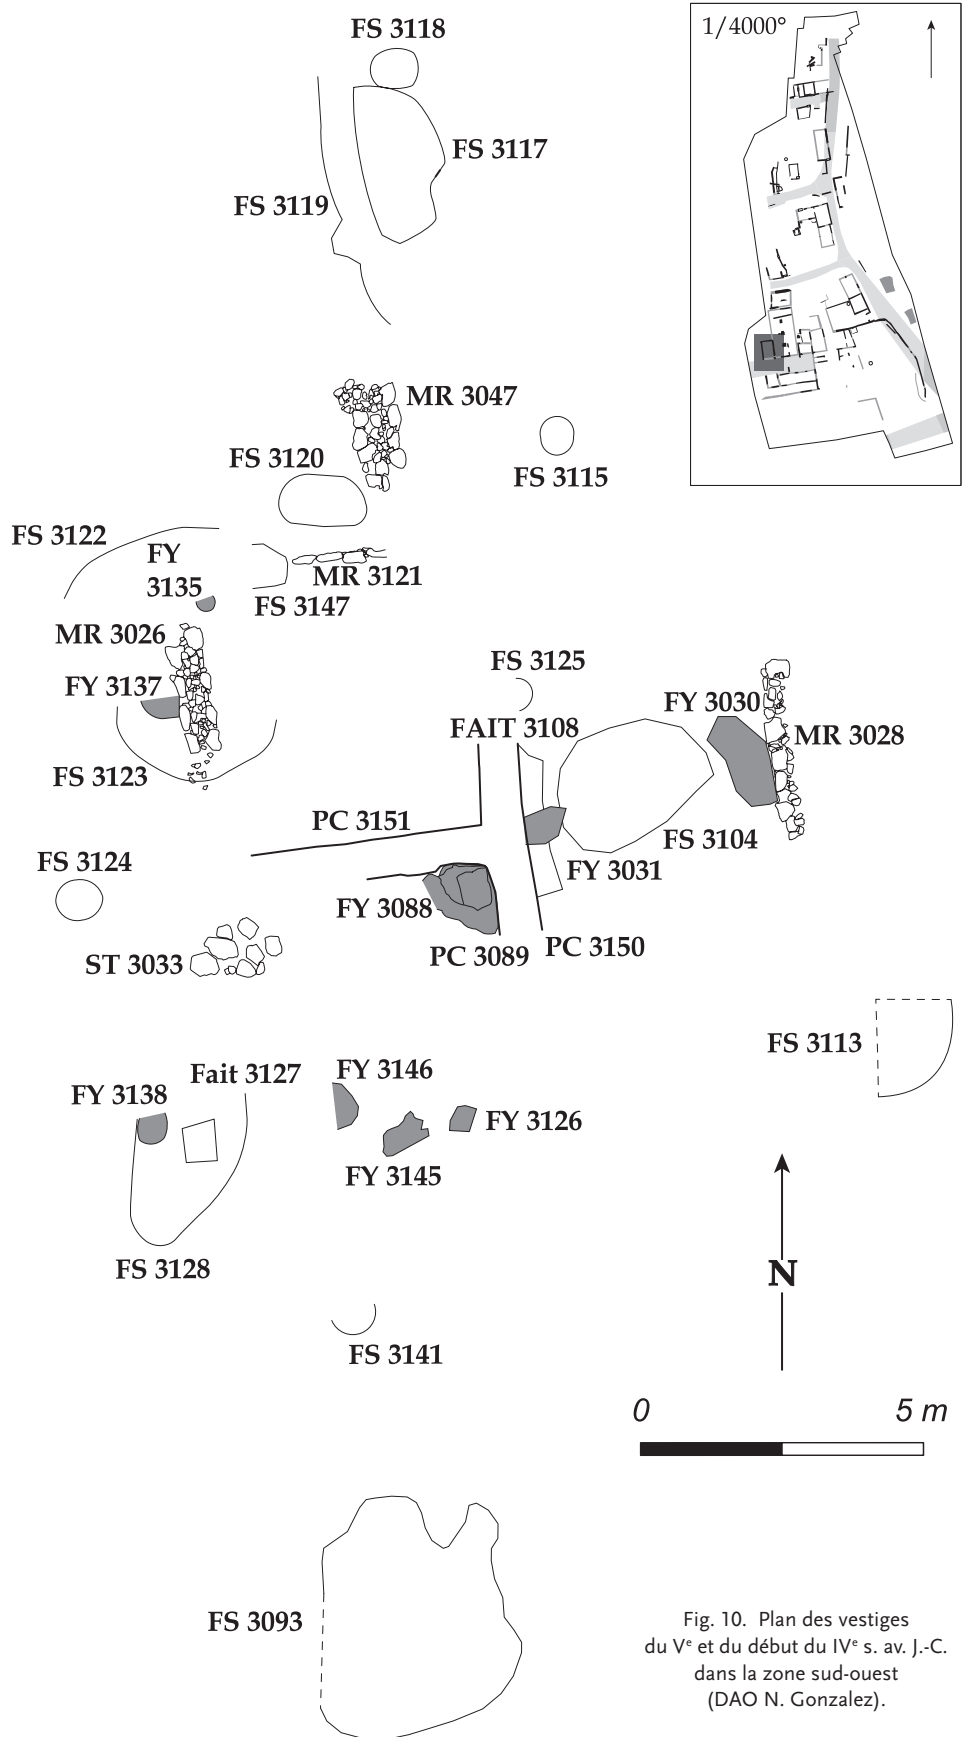 FS 3118
1/4000°
FS 3117
FS 3119
MR 3047
FS 3120
FS 3115
FS 3122
FY
3135
MR 3121
FS 3147
MR 3026
FS 3125
FY 3137
FY 3030
FAIT 3108
MR 3028
FS 3123
PC 3151
FS 3104
FS 3124
FY 3031
FY 3088
PC 3089
PC 3150
ST 3033
FS 3113
Fait 3127
FY 3146
FY 3138
FY 3126
FY 3145
FS 3128
N
FS 3141
0 5 m
FS 3093
Fig. 10. Plan des vestiges
du Ve et du début du IVe s. av. J.-C.
dans la zone sud-ouest
(DAO N. Gonzalez).